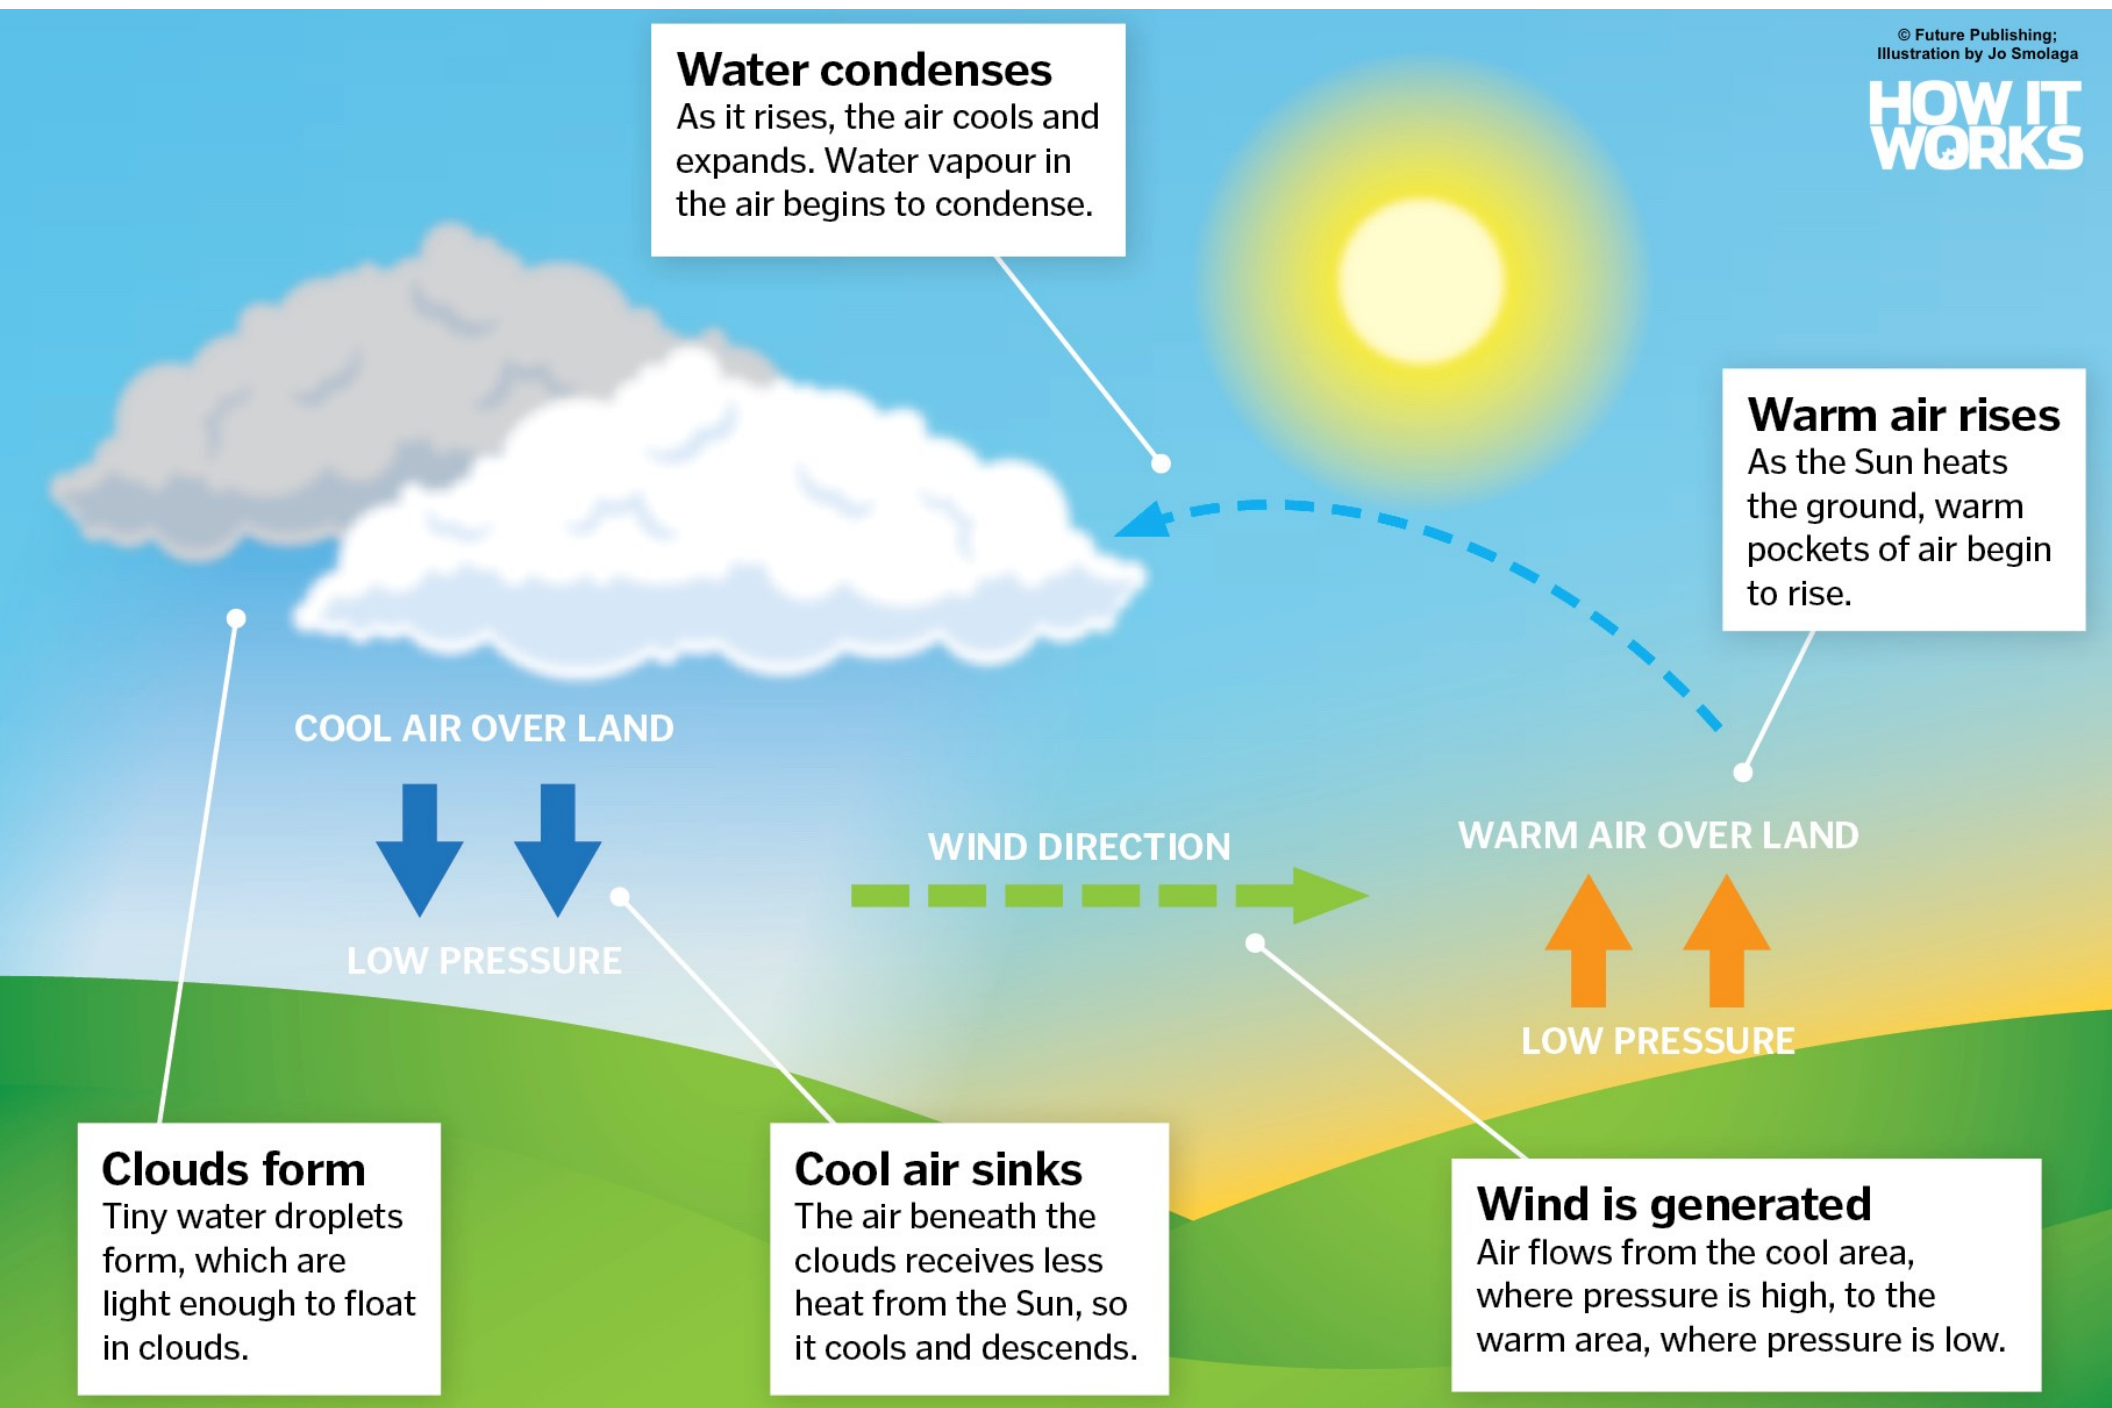 © Future Publishing;
Illustration by Jo Smolaga
HOW IT
WORKS
Water condenses
As it rises, the air cools and
expands. Water vapour in
the air begins to condense.
Warm air rises
As the Sun heats
the ground, warm
pockets of air begin
to rise.
COOL AIR OVER LAND
LOW PRESSURE
WIND DIRECTION
WARM AIR OVER LAND
LOW PRESSURE
Clouds form
Tiny water droplets
form, which are
light enough to float
in clouds.
Cool air sinks
The air beneath the
clouds receives less
heat from the Sun, so
it cools and descends.
Wind is generated
Air flows from the cool area,
where pressure is high, to the
warm area, where pressure is low.